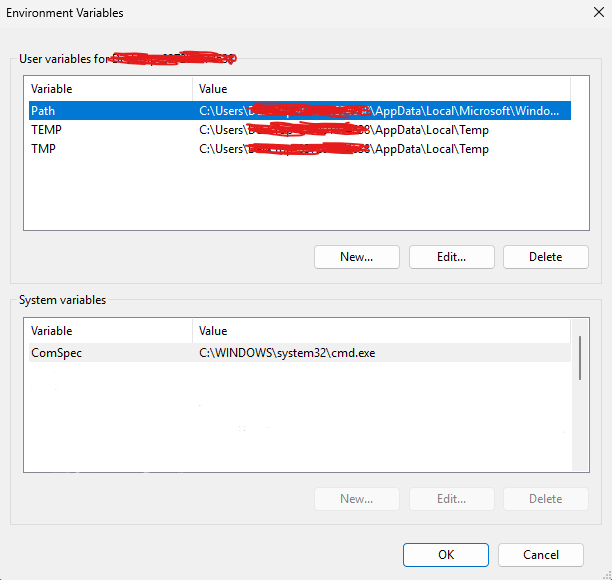 Environment Variables
User variables for
Variable Value
Path C:\Users\ \AppData\Local\Microsoft\Windo...
TEMP C:\Users\ \AppData\Local\Temp
TMP C:\Users\ \AppData\Local\Temp
New... Edit... Delete
System variables
Variable Value
ComSpec C:\WINDOWS\system32\cmd.exe
New... Edit... Delete
OK Cancel